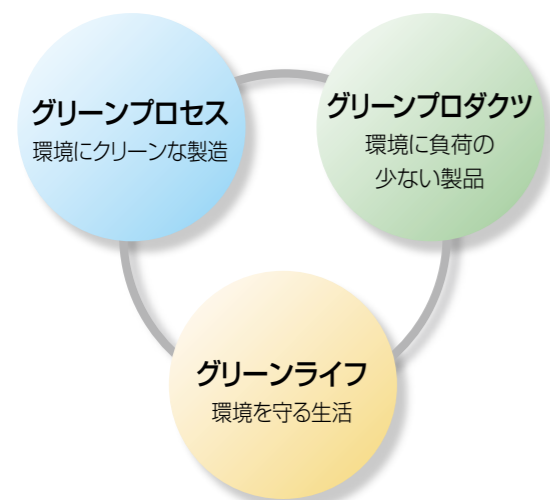 グリーンプロセス
環境にクリーンな製造
グリーンプロダクツ
環境に負荷の
少ない製品
グリーンライフ
環境を守る生活